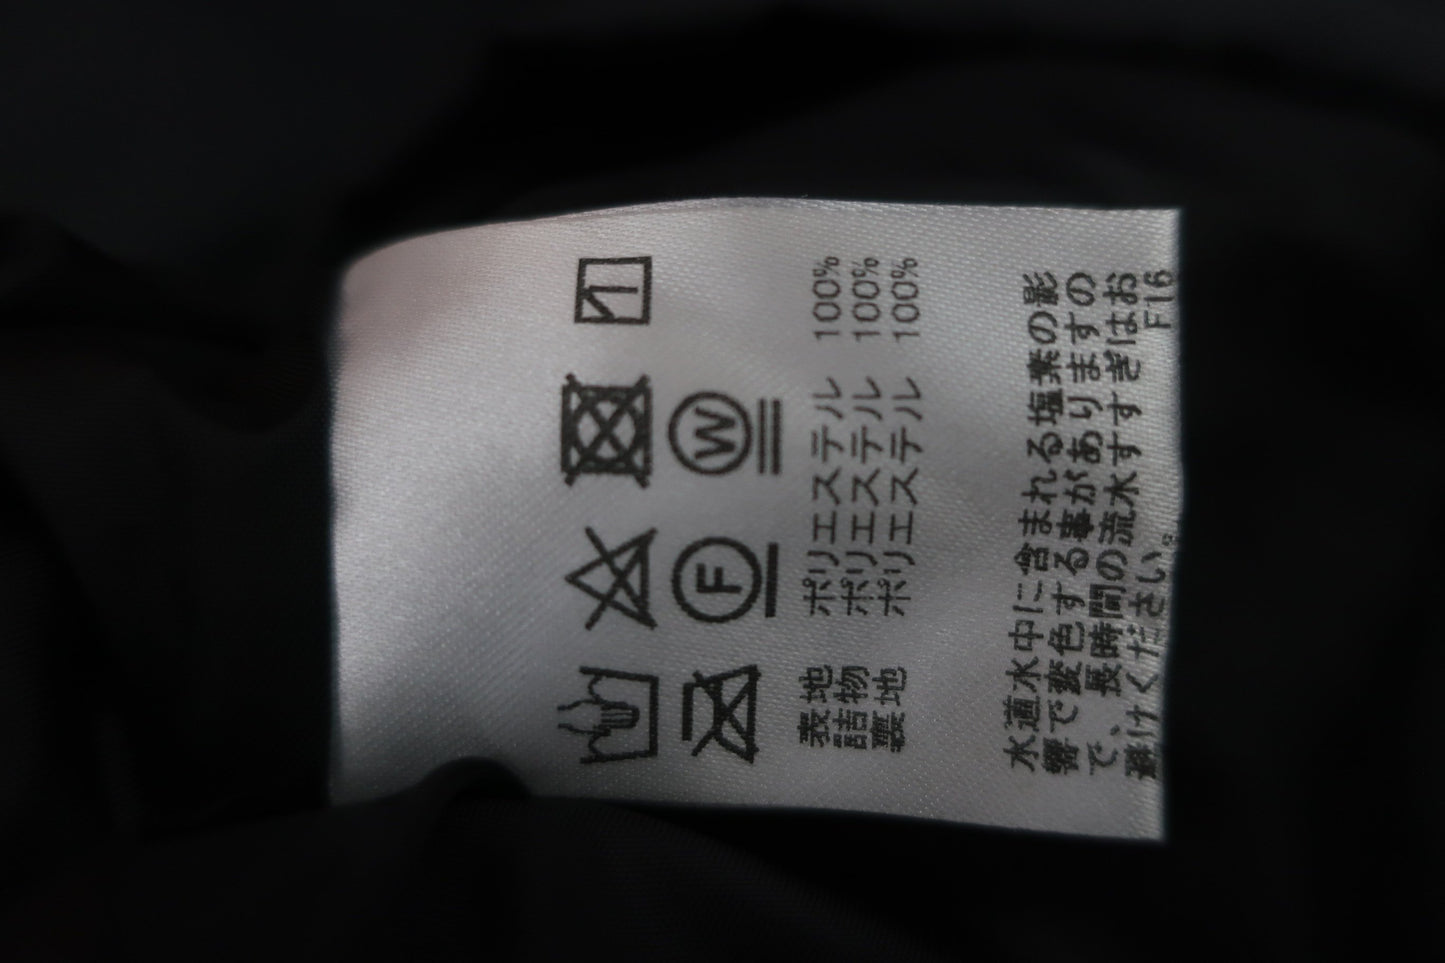 W
F
表地 ポリエステル 100%
詰物 ポリエステル 100%
裏地 ポリエステル 100%
水道水中に含まれる塩素の影
響で変色する事がありますの
で、長時間の流水すすぎはお
避けください。 F16